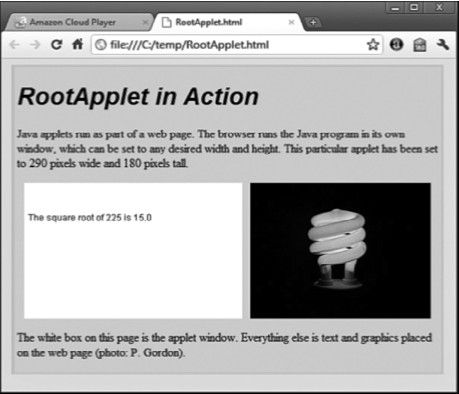 Amazon Cloud Player
RootApplet.html
file:///C:/temp/RootApplet.html
RootApplet in Action
Java applets run as part of a web page. The browser runs the Java program in its own
window, which can be set to any desired width and height. This particular applet has been set
to 290 pixels wide and 180 pixels tall.
The square root of 225 is 15.0
The white box on this page is the applet window. Everything else is text and graphics placed
on the web page (photo: P. Gordon).